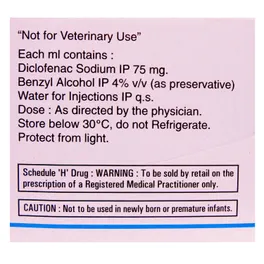 "Not for Veterinary Use"
Each ml contains :
Diclofenac Sodium IP 75 mg.
Benzyl Alcohol IP 4% v/v (as preservative)
Water for Injections IP q.s.
Dose : As directed by the physician.
Store below 30°C, do not Refrigerate.
Protect from light.
Schedule 'H' Drug : WARNING : To be sold by retail on the
prescription of a Registered Medical Practitioner only.
CAUTION : Not to be used in newly born or premature infants.